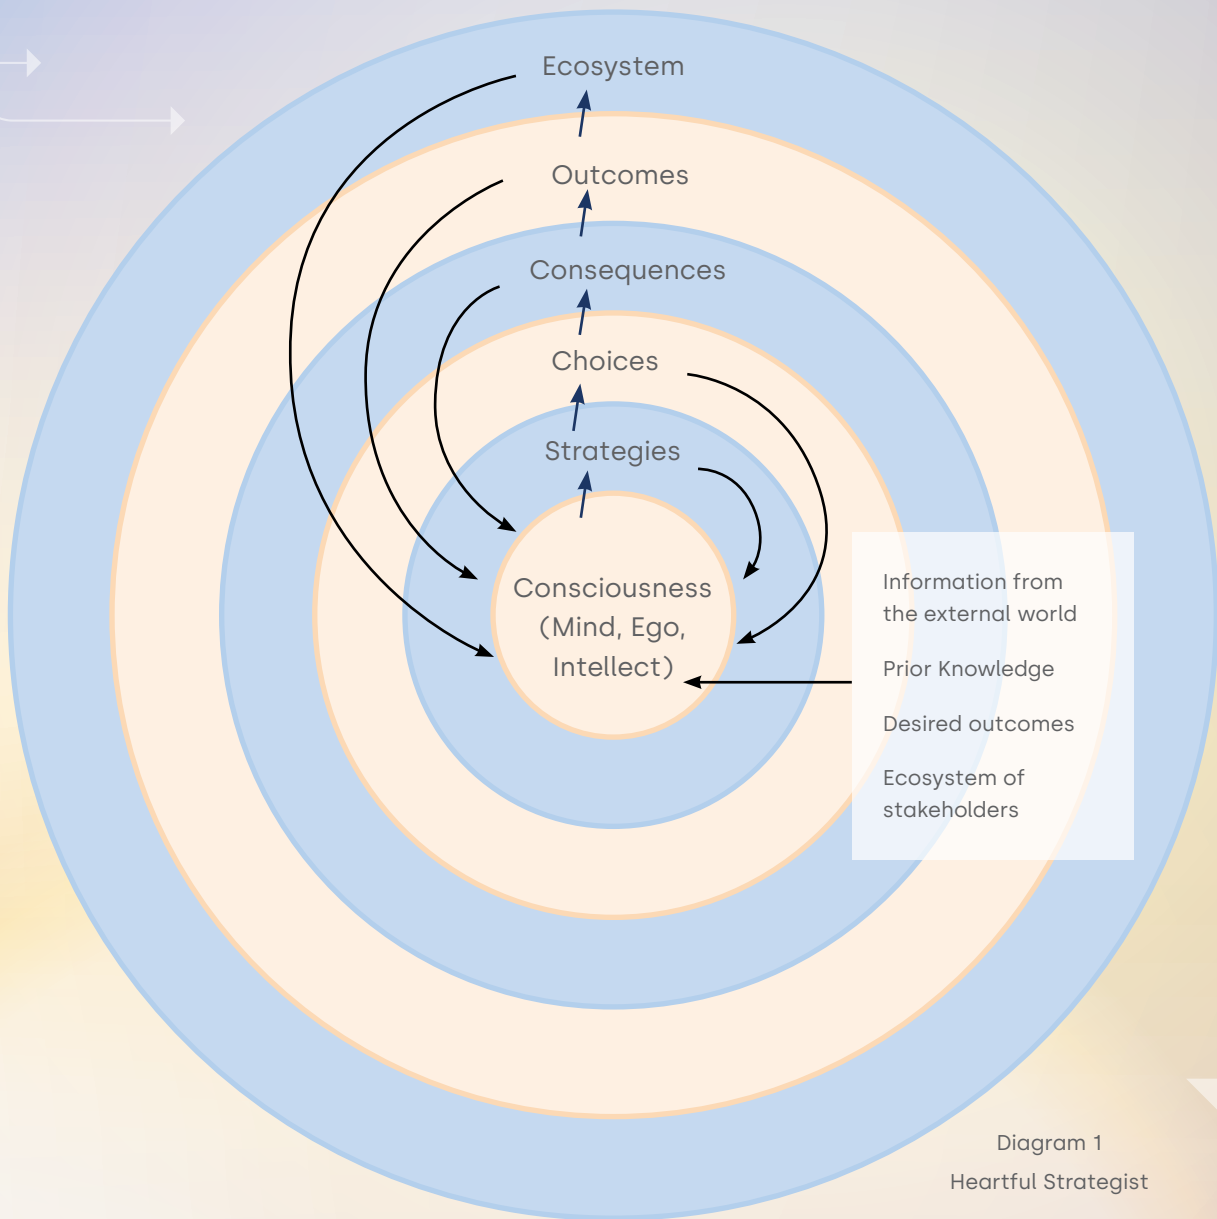 Ecosystem
Outcomes
Consequences
Choices
Strategies
Consciousness
(Mind, Ego,
Intellect)
Information from
the external world
Prior Knowledge
Desired outcomes
Ecosystem of
stakeholders
Diagram 1
Heartful Strategist